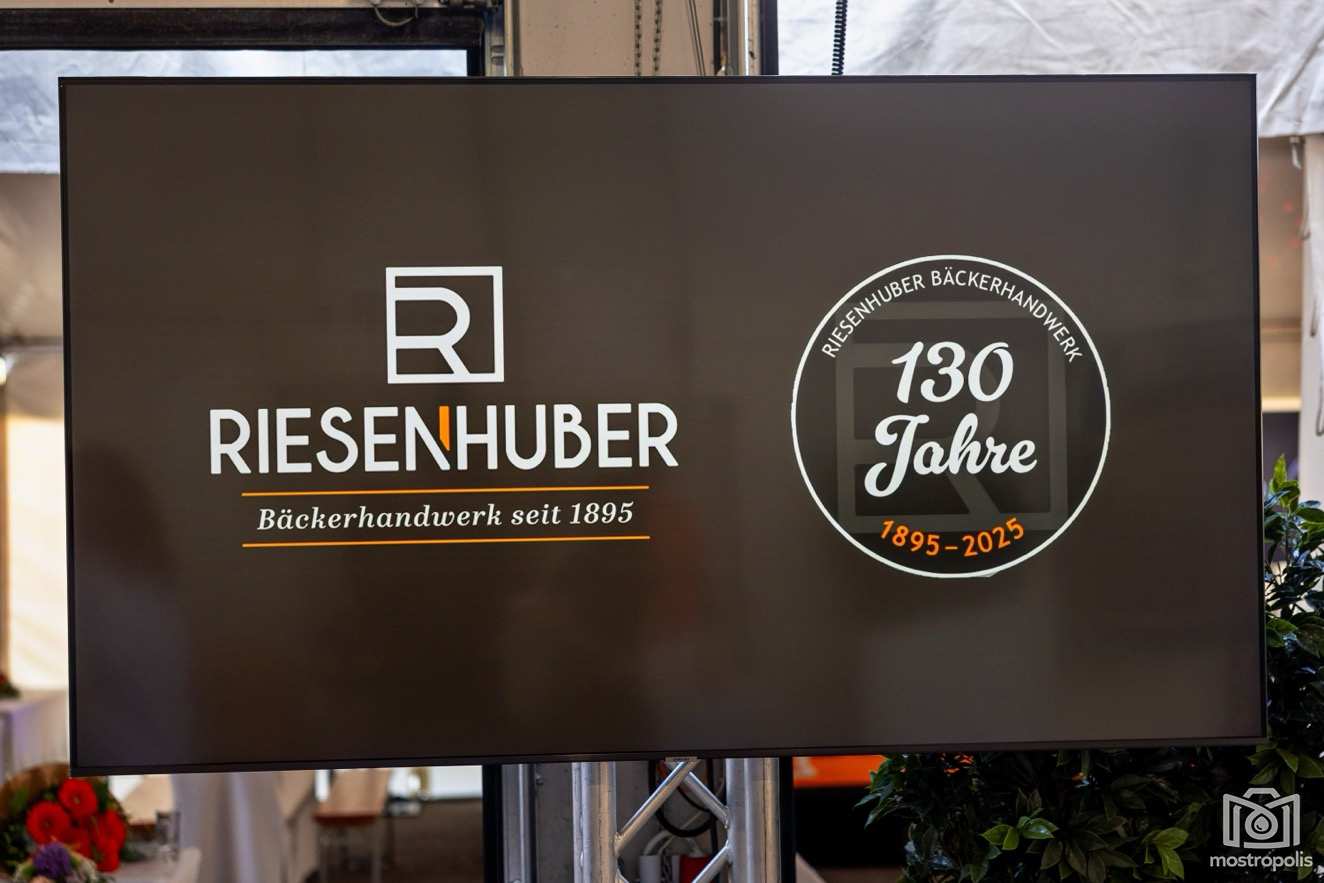 R
RIESENHUBER
Bäckerhandwerk seit 1895
RIESENHUBER BÄCKERHANDWERK
130
Jahre
1895–2025
mostropolis